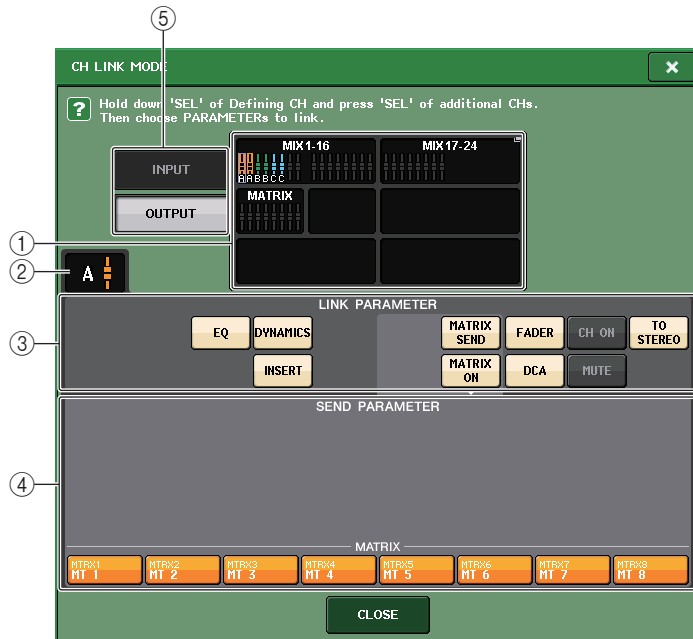 5
CH LINK MODE
?
Hold down 'SEL' of Defining CH and press 'SEL' of additional CHs.
Then choose PARAMETERs to link.
INPUT
OUTPUT
MIX1-16
MIX17-24
AABBCC
MATRIX
1
2
A
3
LINK PARAMETER
EQ
DYNAMICS
MATRIX SEND
FADER
CH ON
TO STEREO
INSERT
MATRIX ON
DCA
MUTE
4
SEND PARAMETER
MATRIX
MTRX1
MT 1
MTRX2
MT 2
MTRX3
MT 3
MTRX4
MT 4
MTRX5
MT 5
MTRX6
MT 6
MTRX7
MT 7
MTRX8
MT 8
CLOSE